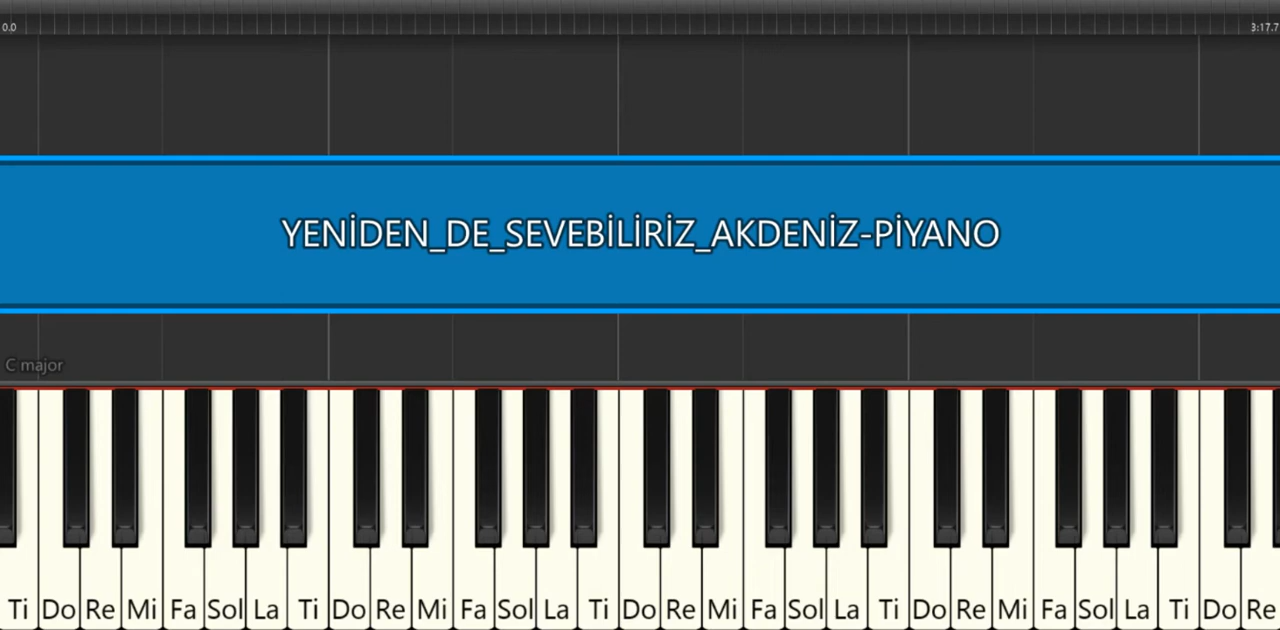 0.0 3:17.7
YENİDEN_DE_SEVEBİLİRİZ_AKDENİZ-PİYANO
C major
Ti Do Re Mi Fa Sol La Ti Do Re Mi Fa Sol La Ti Do Re Mi Fa Sol La Ti Do Re Mi Fa Sol La Ti Do Re